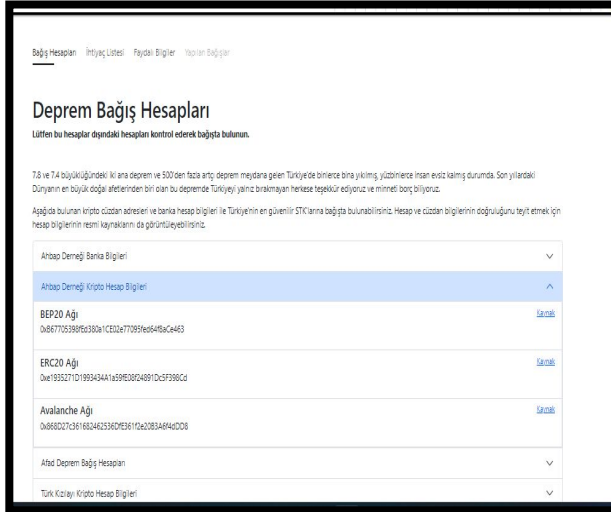 Bağış Hesapları İhtiyaç Listesi Faydalı Bilgiler Yapılan Bağışlar
Deprem Bağış Hesapları
Lütfen bu hesaplar dışındaki hesapları kontrol ederek bağışta bulunun.
7.8 ve 7.4 büyüklüğündeki iki ana deprem ve 500'den fazla artçı deprem meydana gelen Türkiye'de binlerce bina yıkılmış, yüzbinlerce insan evsiz kalmış durumda. Son yıllardaki
Dünyanın en büyük doğal afetlerinden biri olan bu depremde Türkiyeyi yalnız bırakmayan herkese teşekkür ediyoruz ve minneti borç biliyoruz.
Aşağıda bulunan kripto cüzdan adresleri ve banka hesap bilgileri ile Türkiye'nin en güvenilir STK'larına bağışta bulunabilirsiniz. Hesap ve cüzdan bilgilerinin doğruluğunu teyit etmek için
hesap bilgilerinin resmi kaynaklarını da görüntüleyebilirsiniz.
Ahbap Derneği Banka Bilgileri
Ahbap Derneği Kripto Hesap Bilgileri
BEP20 Ağı Kaynak
0xB67705398fEd380a1CE02e77095fed64f8aCe463
ERC20 Ağı Kaynak
0xe1935271D1993434A1a59fE08f24891Dc5F398Cd
Avalanche Ağı Kaynak
0x868D27c361682462536DfE361f2e20B3A6f4dDD8
Afad Deprem Bağış Hesapları
Türk Kızılayı Kripto Hesap Bilgileri